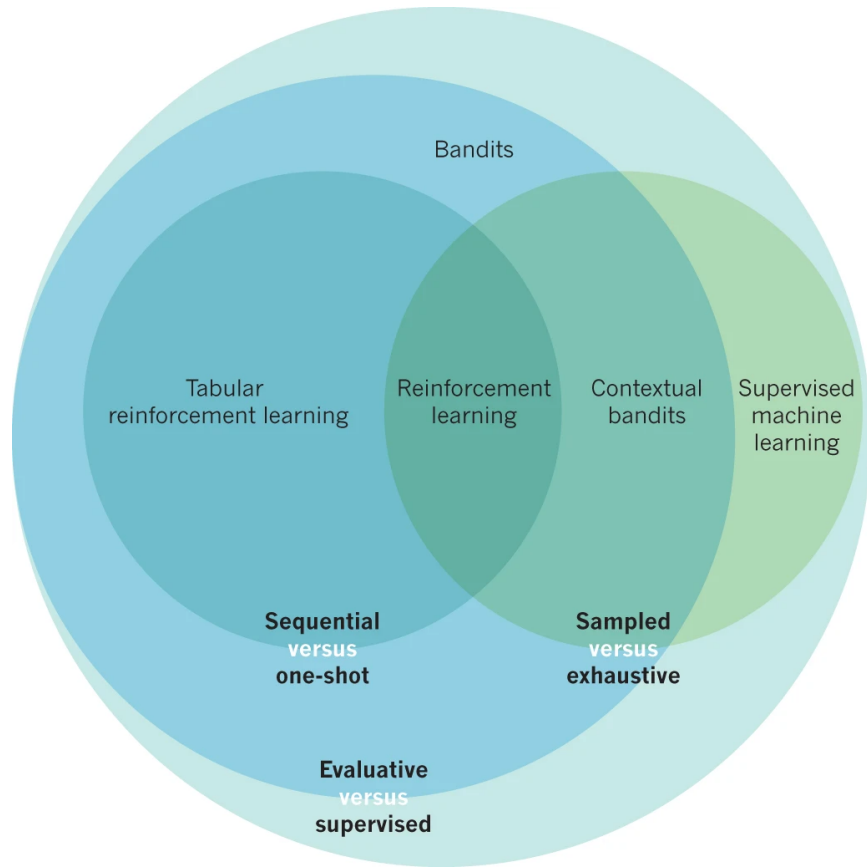 Bandits
Tabular
reinforcement learning
Reinforcement
learning
Contextual
bandits
Supervised
machine
learning
Sequential
versus
one-shot
Sampled
versus
exhaustive
Evaluative
versus
supervised